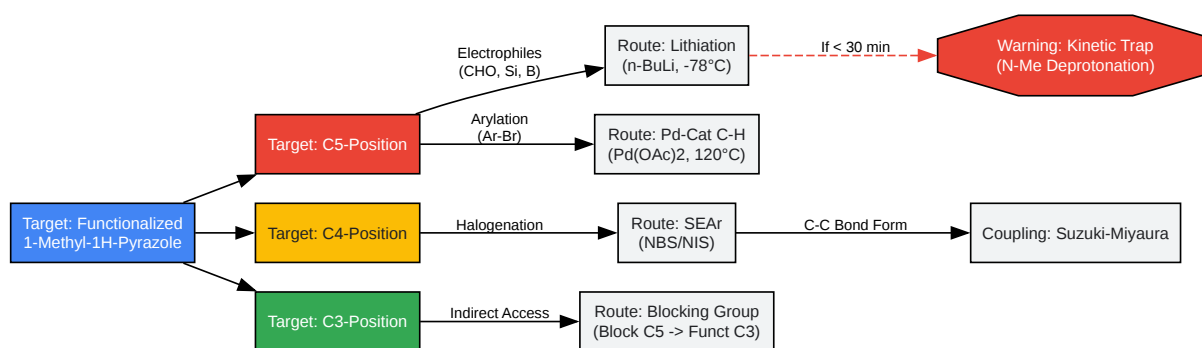 Electrophiles
(CHO, Si, B)
Route: Lithiation
(n-BuLi, -78°C)
If < 30 min
Warning: Kinetic Trap
(N-Me Deprotonation)
Target: C5-Position
Arylation
(Ar-Br)
Route: Pd-Cat C-H
(Pd(OAc)2, 120°C)
Target: Functionalized
1-Methyl-1H-Pyrazole
Target: C4-Position
Halogenation
Route: SEAr
(NBS/NIS)
C-C Bond Form
Coupling: Suzuki-Miyaura
Target: C3-Position
Indirect Access
Route: Blocking Group
(Block C5 -> Funct C3)